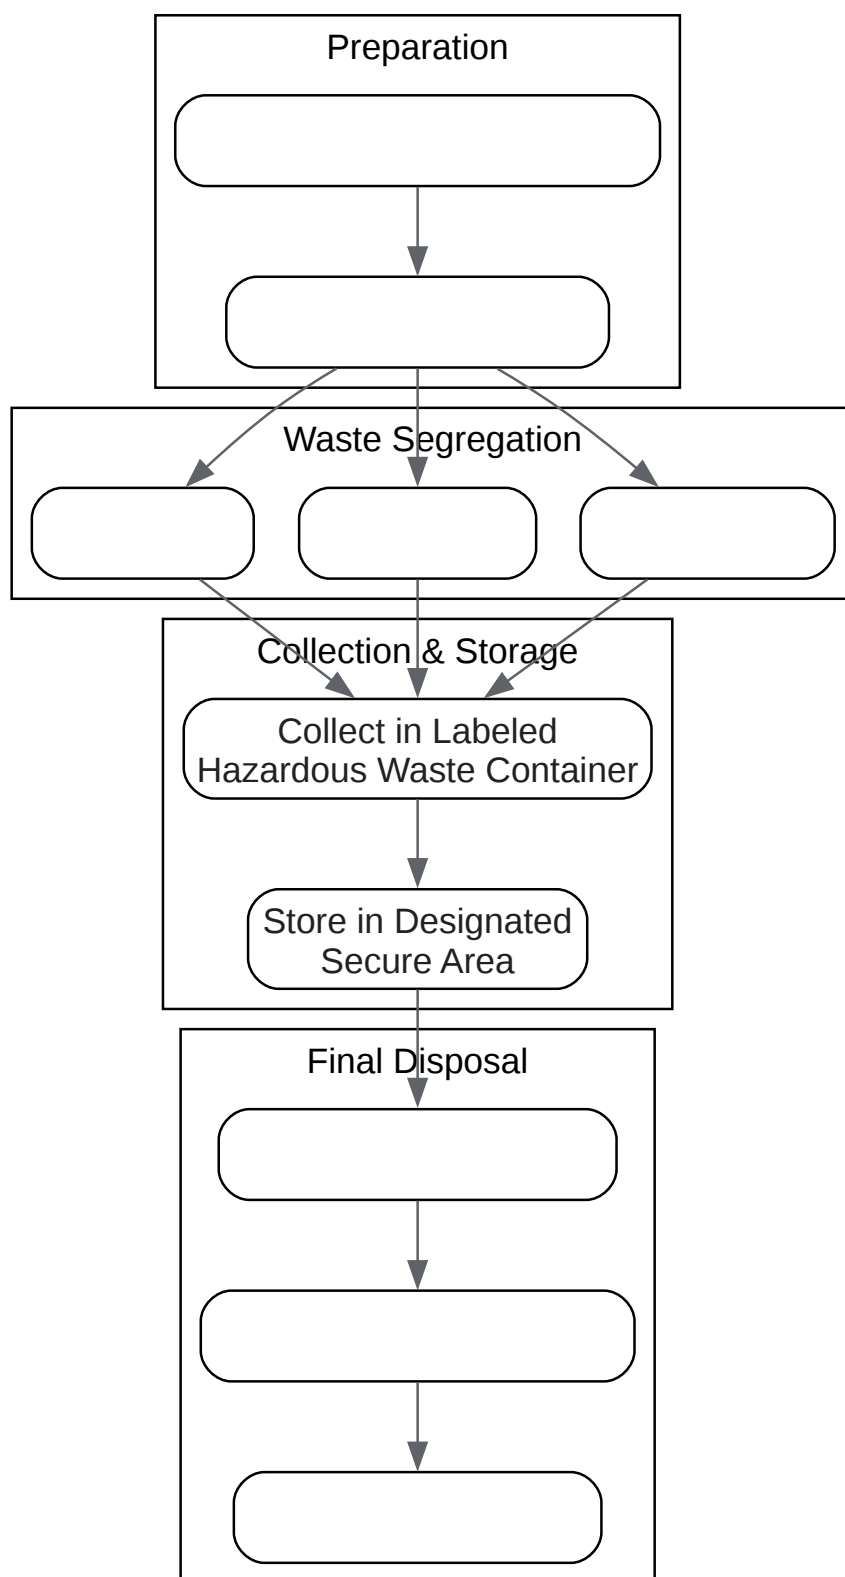 Preparation
Waste Segregation
Collection & Storage
Collect in Labeled
Hazardous Waste Container
Store in Designated
Secure Area
Final Disposal